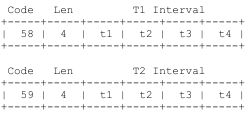 Code   Len         T1 Interval
+-----+-----+-----+-----+-----+-----+
|  58 |  4  |  t1 |  t2 |  t3 |  t4 |
+-----+-----+-----+-----+-----+-----+
Code   Len         T2 Interval
+-----+-----+-----+-----+-----+-----+
|  59 |  4  |  t1 |  t2 |  t3 |  t4 |
+-----+-----+-----+-----+-----+-----+